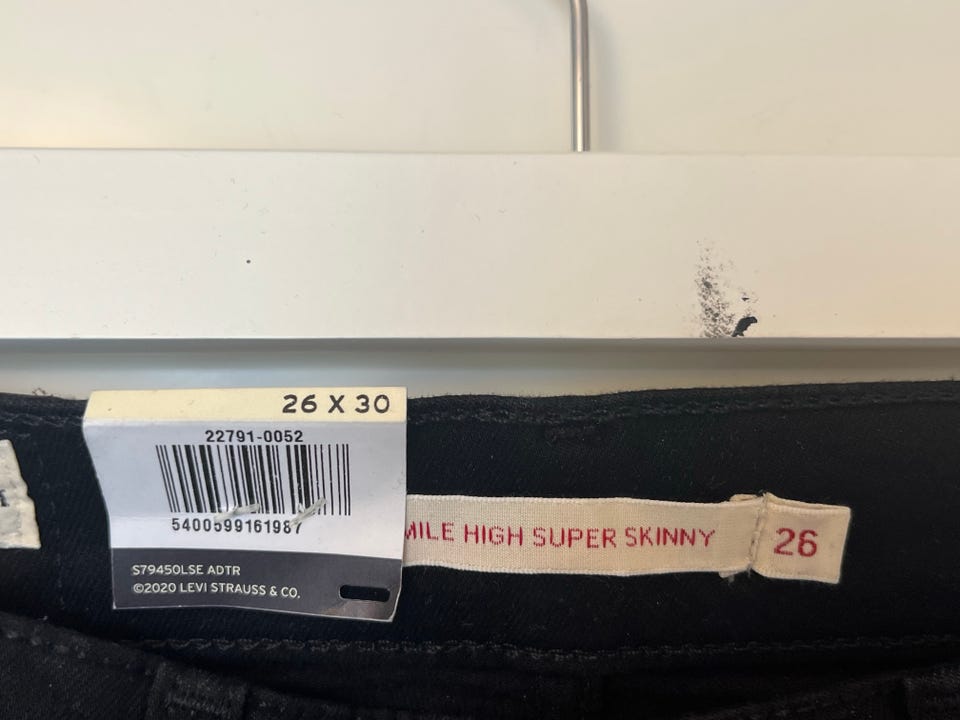 26 X 30
22791-0052
5400599161987
S79450LSE ADTR
©2020 LEVI STRAUSS & CO.
MILE HIGH SUPER SKINNY
26